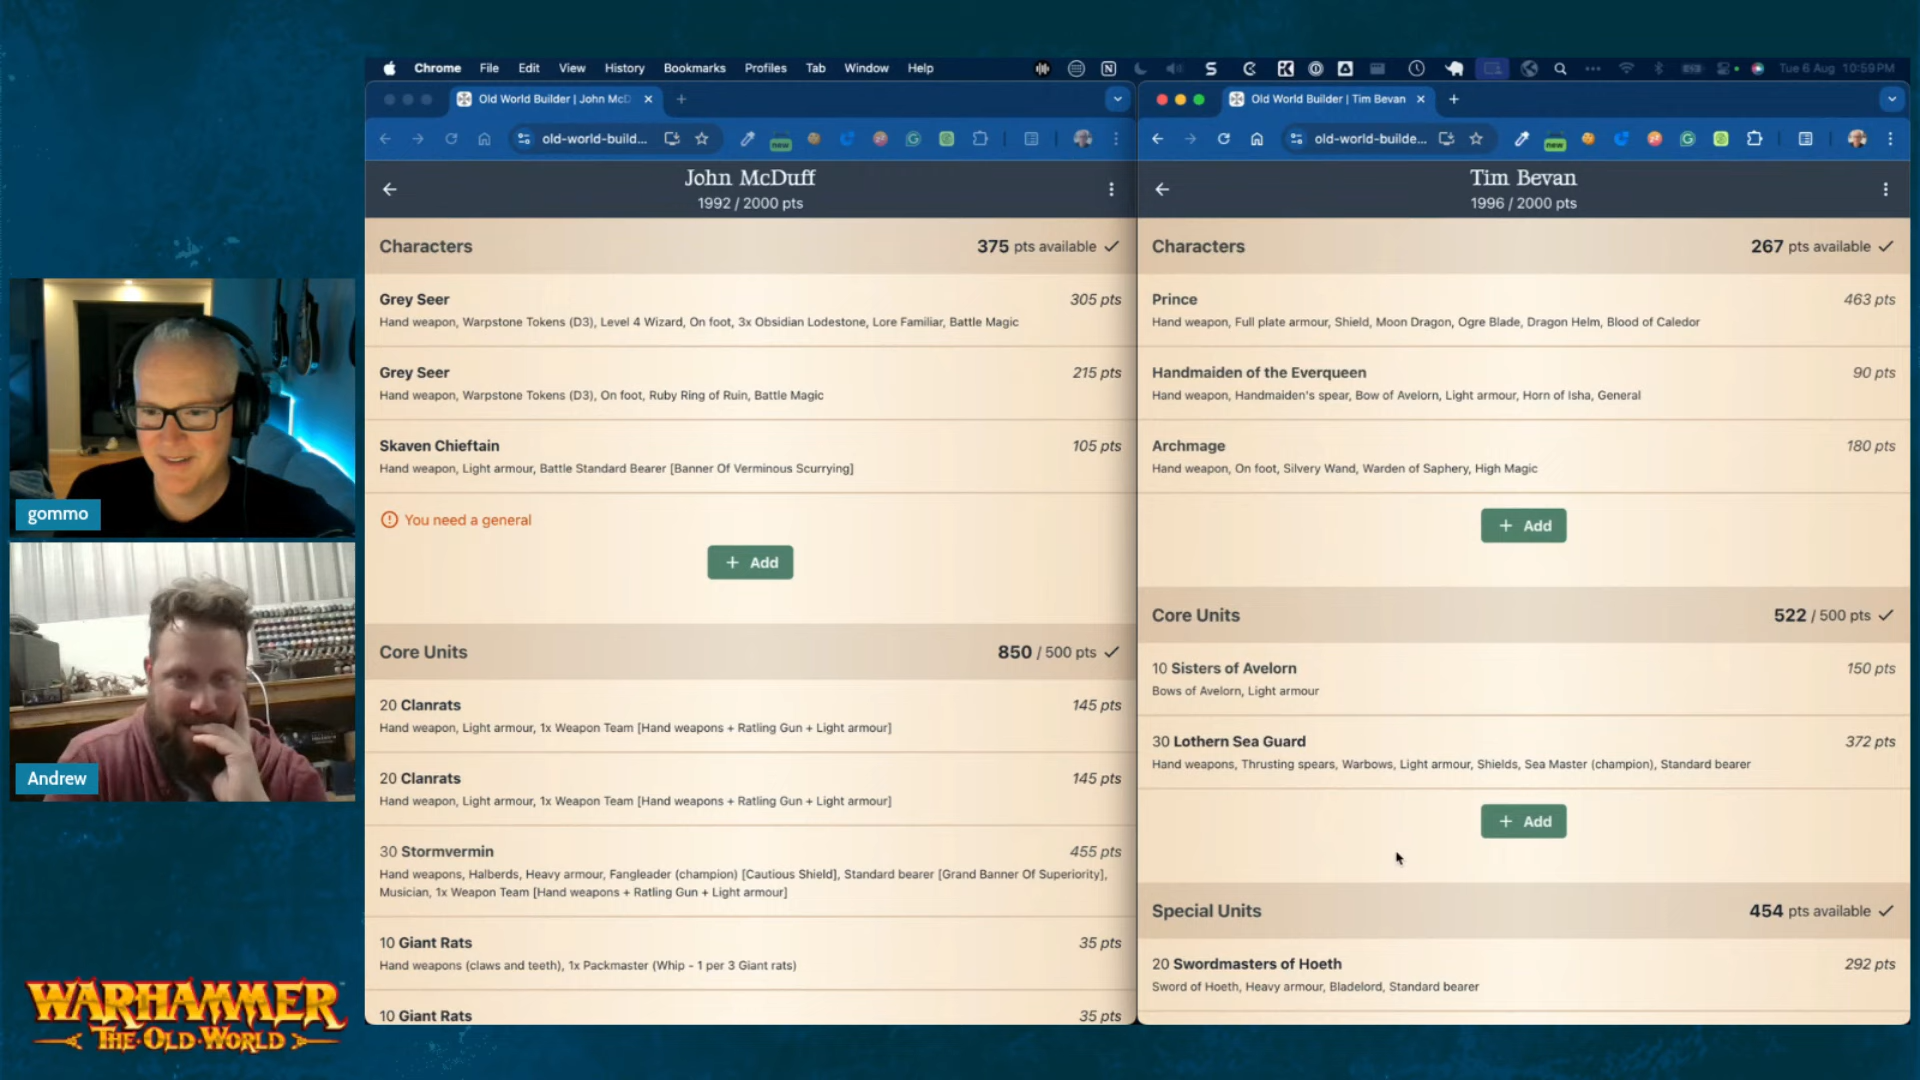 Chrome File Edit View History Bookmarks Profiles Tab Window Help
Tue 6 Aug 10:59 PM
Old World Builder | John McD
old-world-build...
new
John McDuff
1992 / 2000 pts
Characters 375 pts available
Grey Seer 305 pts
Hand weapon, Warpstone Tokens (D3), Level 4 Wizard, On foot, 3x Obsidian Lodestone, Lore Familiar, Battle Magic
Grey Seer 215 pts
Hand weapon, Warpstone Tokens (D3), On foot, Ruby Ring of Ruin, Battle Magic
Skaven Chieftain 105 pts
Hand weapon, Light armour, Battle Standard Bearer [Banner Of Verminous Scurrying]
You need a general
+ Add
Core Units 850 / 500 pts
20 Clanrats 145 pts
Hand weapon, Light armour, 1x Weapon Team [Hand weapons + Ratling Gun + Light armour]
20 Clanrats 145 pts
Hand weapon, Light armour, 1x Weapon Team [Hand weapons + Ratling Gun + Light armour]
30 Stormvermin 455 pts
Hand weapons, Halberds, Heavy armour, Fangleader (champion) [Cautious Shield], Standard bearer [Grand Banner Of Superiority],
Musician, 1x Weapon Team [Hand weapons + Ratling Gun + Light armour]
10 Giant Rats 35 pts
Hand weapons (claws and teeth), 1x Packmaster (Whip - 1 per 3 Giant rats)
10 Giant Rats 35 pts
Old World Builder | Tim Bevan
old-world-builde...
new
Tim Bevan
1996 / 2000 pts
Characters 267 pts available
Prince 463 pts
Hand weapon, Full plate armour, Shield, Moon Dragon, Ogre Blade, Dragon Helm, Blood of Caledor
Handmaiden of the Everqueen 90 pts
Hand weapon, Handmaiden's spear, Bow of Avelorn, Light armour, Horn of Isha, General
Archmage 180 pts
Hand weapon, On foot, Silvery Wand, Warden of Saphery, High Magic
+ Add
Core Units 522 / 500 pts
10 Sisters of Avelorn 150 pts
Bows of Avelorn, Light armour
30 Lothern Sea Guard 372 pts
Hand weapons, Thrusting spears, Warbows, Light armour, Shields, Sea Master (champion), Standard bearer
+ Add
Special Units 454 pts available
20 Swordmasters of Hoeth 292 pts
Sword of Hoeth, Heavy armour, Bladelord, Standard bearer
gommo
Andrew
WARHAMMER
THE·OLD·WORLD